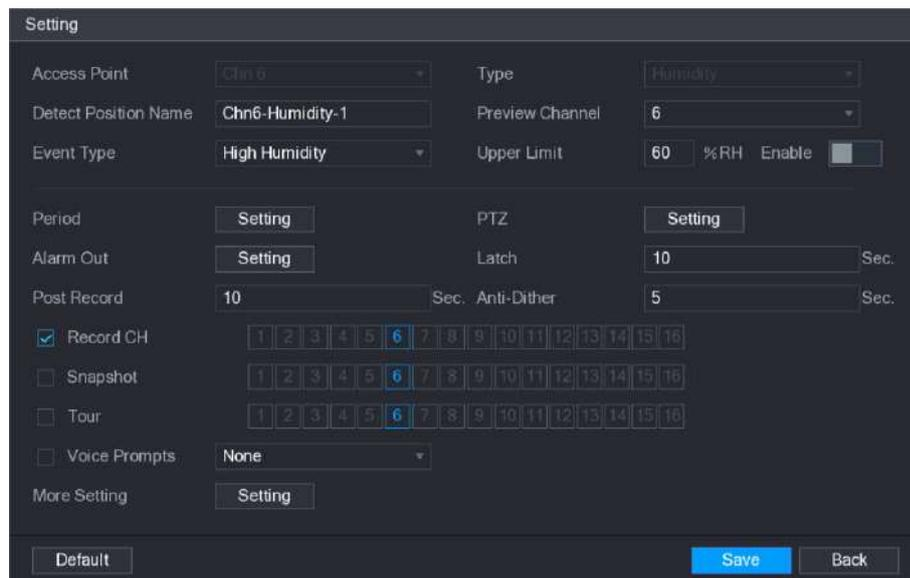 Setting
Access Point Chn 6 Type Humidity
Detect Position Name Chn6-Humidity-1 Preview Channel 6
Event Type High Humidity Upper Limit 60 %RH Enable
Period Setting PTZ Setting
Alarm Out Setting Latch 10 Sec.
Post Record 10 Sec. Anti-Dither 5 Sec.
Record CH 1 2 3 4 5 6 7 8 9 10 11 12 13 14 15 16
Snapshot 1 2 3 4 5 6 7 8 9 10 11 12 13 14 15 16
Tour 1 2 3 4 5 6 7 8 9 10 11 12 13 14 15 16
Voice Prompts None
More Setting Setting
Default Save Back